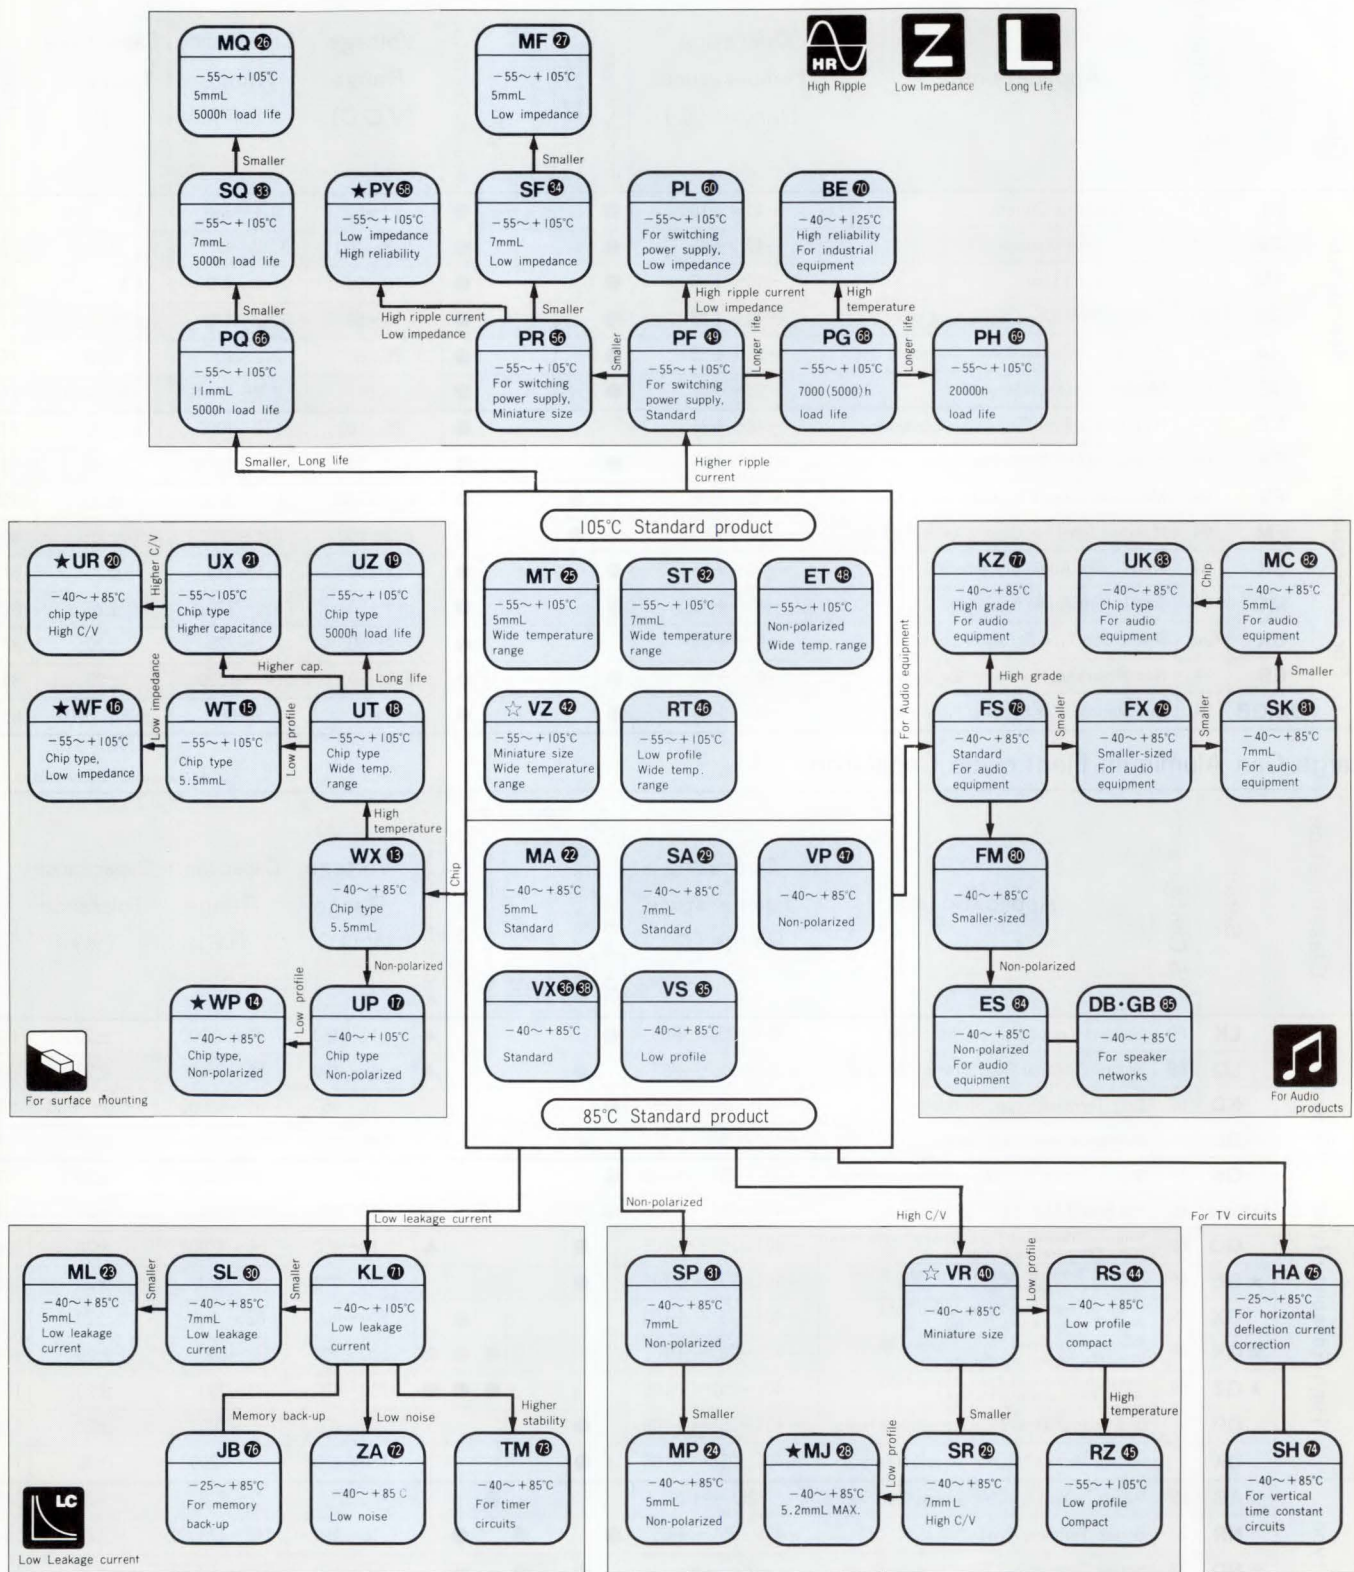 MQ 26
−55~+105°C
5mmL
5000h load life
MF 27
−55~+105°C
5mmL
Low impedance
HR
High Ripple
Z
Low Impedance
L
Long Life
Smaller
Smaller
SQ 33
−55~+105°C
7mmL
5000h load life
★PY 58
−55~+105°C
Low impedance
High reliability
SF 34
−55~+105°C
7mmL
Low impedance
PL 60
−55~+105°C
For switching
power supply,
Low impedance
BE 70
−40~+125°C
High reliability
For industrial
equipment
Smaller
High ripple current
Low impedance
Smaller
High ripple current
Low impedance
High
temperature
PQ 66
−55~+105°C
11mmL
5000h load life
PR 56
−55~+105°C
For switching
power supply,
Miniature size
Smaller
PF 49
−55~+105°C
For switching
power supply,
Standard
Longer life
PG 68
−55~+105°C
7000(5000)h
load life
Longer life
PH 69
−55~+105°C
20000h
load life
Smaller, Long life
Higher ripple
current
105°C Standard product
MT 25
−55~+105°C
5mmL
Wide temperature
range
ST 32
−55~+105°C
7mmL
Wide temperature
range
ET 48
−55~+105°C
Non-polarized
Wide temp. range
☆ VZ 42
−55~+105°C
Miniature size
Wide temperature
range
RT 46
−55~+105°C
Low profile
Wide temp.
range
MA 22
−40~+85°C
5mmL
Standard
SA 29
−40~+85°C
7mmL
Standard
VP 47
−40~+85°C
Non-polarized
VX 36 38
−40~+85°C
Standard
VS 35
−40~+85°C
Low profile
85°C Standard product
★UR 20
−40~+85°C
chip type
High C/V
Higher C/V
UX 21
−55~105°C
Chip type
Higher capacitance
UZ 19
−55~+105°C
Chip type
5000h load life
Higher cap.
Long life
★WF 16
−55~+105°C
Chip type,
Low impedance
Low impedance
WT 15
−55~+105°C
Chip type
5.5mmL
Low profile
UT 18
−55~+105°C
Chip type
Wide temp.
range
High
temperature
WX 13
−40~+85°C
Chip type
5.5mmL
Chip
Non-polarized
★WP 14
−40~+85°C
Chip type,
Non-polarized
Low profile
UP 17
−40~+105°C
Chip type
Non-polarized
For surface mounting
For Audio equipment
KZ 77
−40~+85°C
High grade
For audio
equipment
UK 83
−40~+85°C
Chip type
For audio
equipment
Chip
MC 82
−40~+85°C
5mmL
For audio
equipment
High grade
Smaller
FS 78
−40~+85°C
Standard
For audio
equipment
Smaller
FX 79
−40~+85°C
Smaller-sized
For audio
equipment
Smaller
SK 81
−40~+85°C
7mmL
For audio
equipment
FM 80
−40~+85°C
Smaller-sized
Non-polarized
ES 84
−40~+85°C
Non-polarized
For audio
equipment
DB·GB 85
−40~+85°C
For speaker
networks
For Audio
products
Low leakage current
Non-polarized
High C/V
For TV circuits
ML 23
−40~+85°C
5mmL
Low leakage
current
Smaller
SL 30
−40~+85°C
7mmL
Low leakage
current
Smaller
KL 71
−40~+105°C
Low leakage
current
Memory back-up
Low noise
Higher
stability
JB 76
−25~+85°C
For memory
back-up
ZA 72
−40~+85 C
Low noise
TM 73
−40~+85°C
For timer
circuits
LC
Low Leakage current
SP 31
−40~+85°C
7mmL
Non-polarized
Smaller
MP 24
−40~+85°C
5mmL
Non-polarized
☆ VR 40
−40~+85°C
Miniature size
Low profile
RS 44
−40~+85°C
Low profile
compact
Smaller
High
temperature
★MJ 28
−40~+85°C
5.2mmL MAX.
Low profile
SR 29
−40~+85°C
7mmL
High C/V
RZ 45
−55~+105°C
Low profile
Compact
HA 75
−25~+85°C
For horizontal
deflection current
correction
SH 74
−40~+85°C
For vertical
time constant
circuits